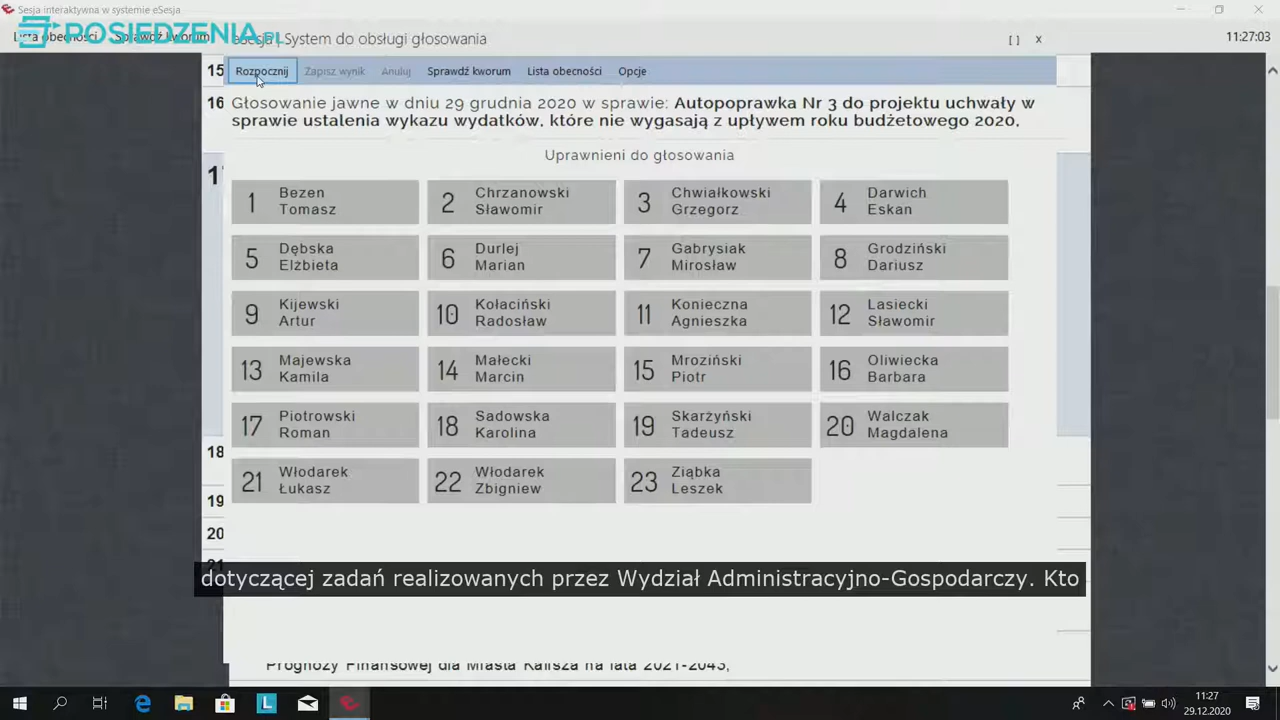 Sesja interaktywna w systemie eSesja
POSIEDZENIA.PL
Lista obecności Sprawdź kworum
eSesja | System do obsługi głosowania
[ ] x
11:27:03
15
Rozpocznij Zapisz wynik Anuluj Sprawdź kworum Lista obecności Opcje
16
Głosowanie jawne w dniu 29 grudnia 2020 w sprawie: Autopoprawka Nr 3 do projektu uchwały w
sprawie ustalenia wykazu wydatków, które nie wygasają z upływem roku budżetowego 2020,
Uprawnieni do głosowania
1 Bezen Tomasz
2 Chrzanowski Sławomir
3 Chwiałkowski Grzegorz
4 Darwich Eskan
5 Dębska Elżbieta
6 Durlej Marian
7 Gabrysiak Mirosław
8 Grodziński Dariusz
9 Kijewski Artur
10 Kołaciński Radosław
11 Konieczna Agnieszka
12 Lasiecki Sławomir
13 Majewska Kamila
14 Małecki Marcin
15 Mroziński Piotr
16 Oliwiecka Barbara
17 Piotrowski Roman
18 Sadowska Karolina
19 Skarżyński Tadeusz
20 Walczak Magdalena
21 Włodarek Łukasz
22 Włodarek Zbigniew
23 Ziąbka Leszek
18
19
20
dotyczącej zadań realizowanych przez Wydział Administracyjno-Gospodarczy. Kto
Prognozy Finansowej dla Miasta Kalisza na lata 2021-2043,
11:27
29.12.2020